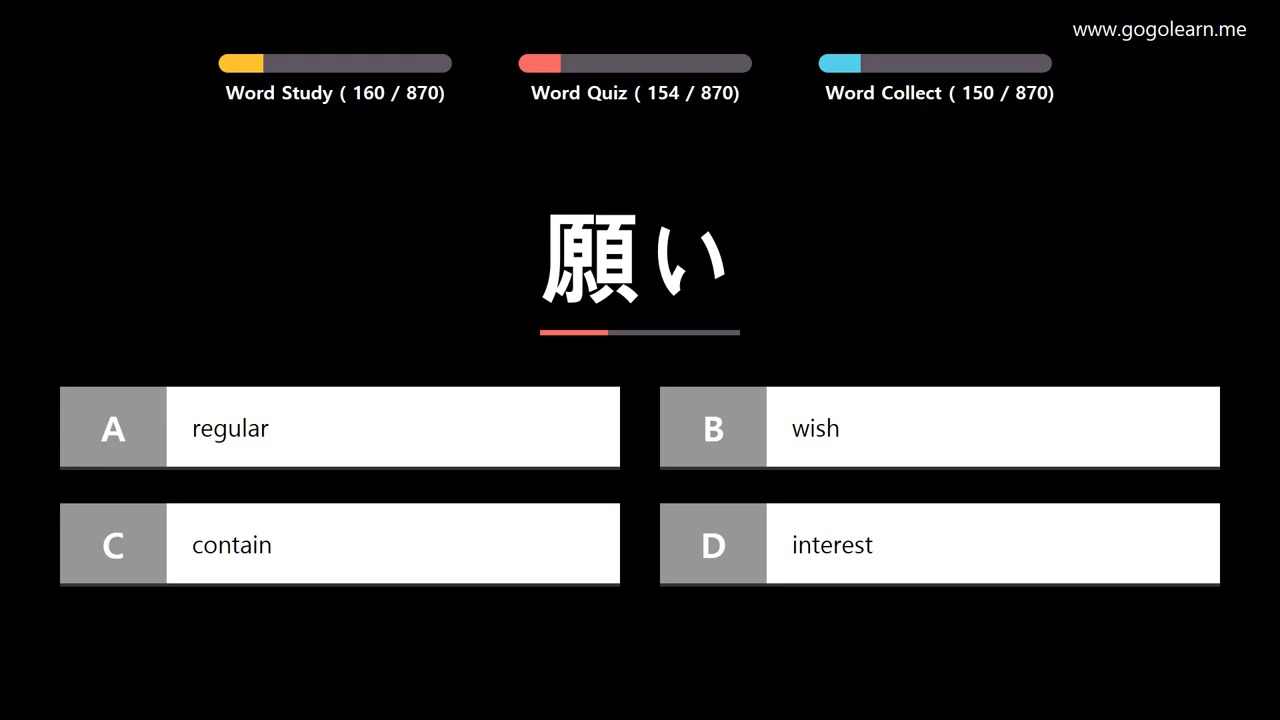 www.gogolearn.me
Word Study ( 160 / 870)
Word Quiz ( 154 / 870)
Word Collect ( 150 / 870)
願い
A
regular
B
wish
C
contain
D
interest